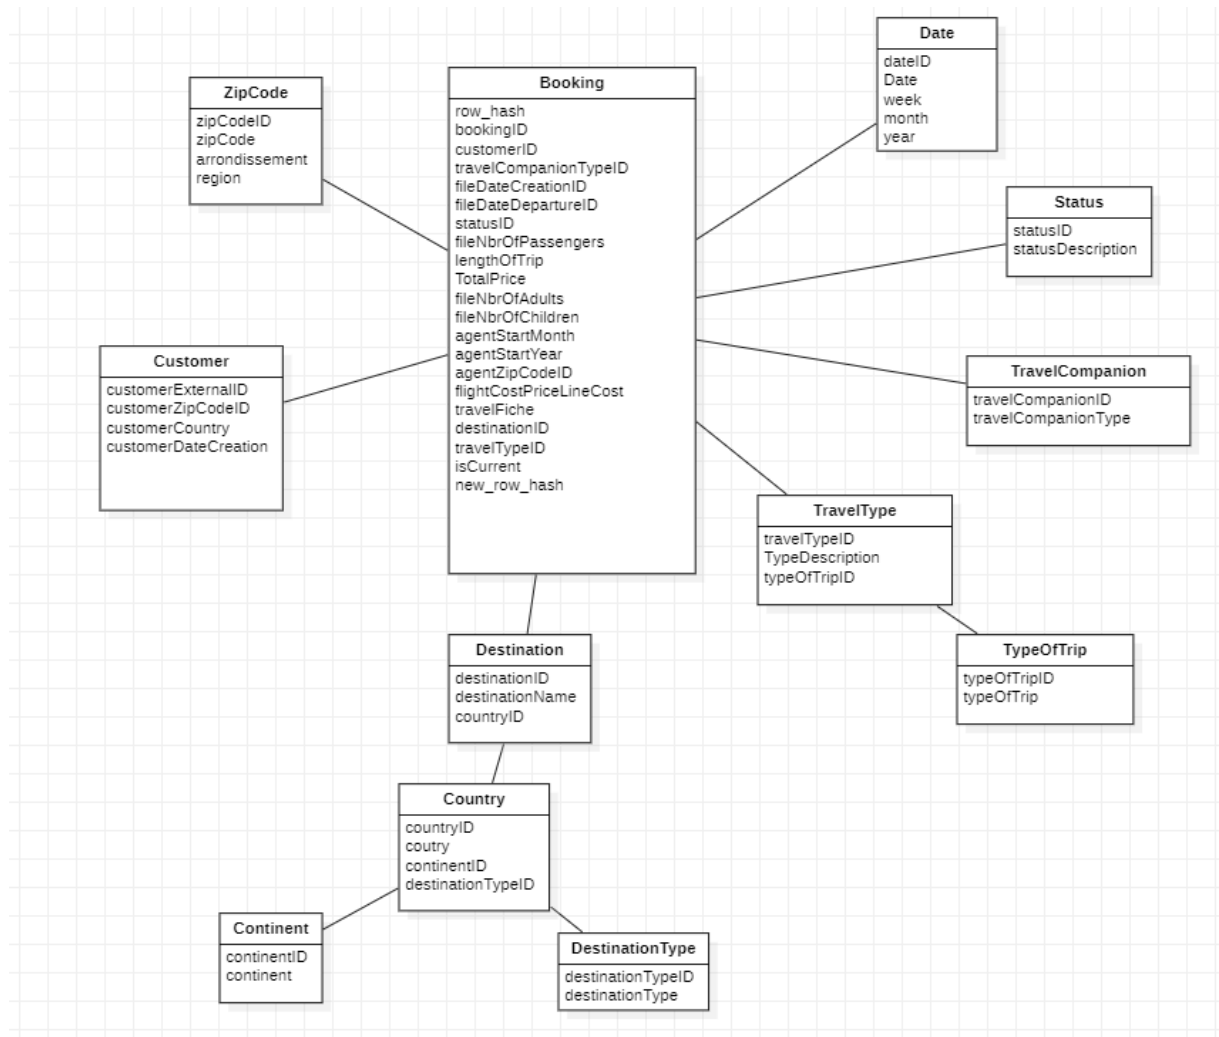 Date
dateID
Date
week
month
year
ZipCode
zipCodeID
zipCode
arrondissement
region
Booking
row_hash
bookingID
customerID
travelCompanionTypeID
fileDateCreationID
fileDateDepartureID
statusID
fileNbrOfPassengers
lengthOfTrip
TotalPrice
fileNbrOfAdults
fileNbrOfChildren
agentStartMonth
agentStartYear
agentZipCodeID
flightCostPriceLineCost
travelFiche
destinationID
travelTypeID
isCurrent
new_row_hash
Status
statusID
statusDescription
Customer
customerExternalID
customerZipCodeID
customerCountry
customerDateCreation
TravelCompanion
travelCompanionID
travelCompanionType
TravelType
travelTypeID
TypeDescription
typeOfTripID
TypeOfTrip
typeOfTripID
typeOfTrip
Destination
destinationID
destinationName
countryID
Country
countryID
coutry
continentID
destinationTypeID
Continent
continentID
continent
DestinationType
destinationTypeID
destinationType